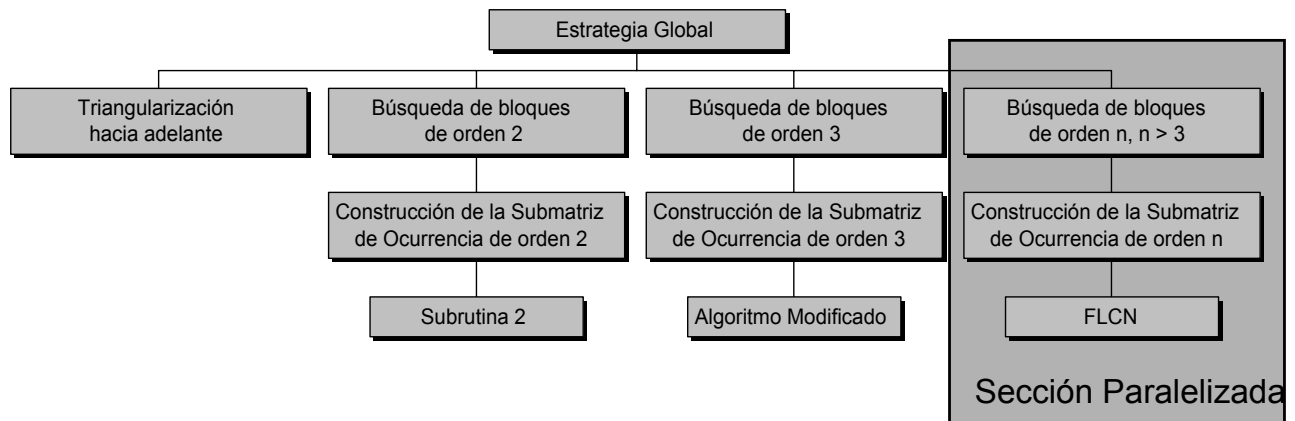 Estrategia Global
Triangularización
hacia adelante
Búsqueda de bloques
de orden 2
Búsqueda de bloques
de orden 3
Búsqueda de bloques
de orden n, n > 3
Construcción de la Submatriz
de Ocurrencia de orden 2
Construcción de la Submatriz
de Ocurrencia de orden 3
Construcción de la Submatriz
de Ocurrencia de orden n
Subrutina 2
Algoritmo Modificado
FLCN
Sección Paralelizada